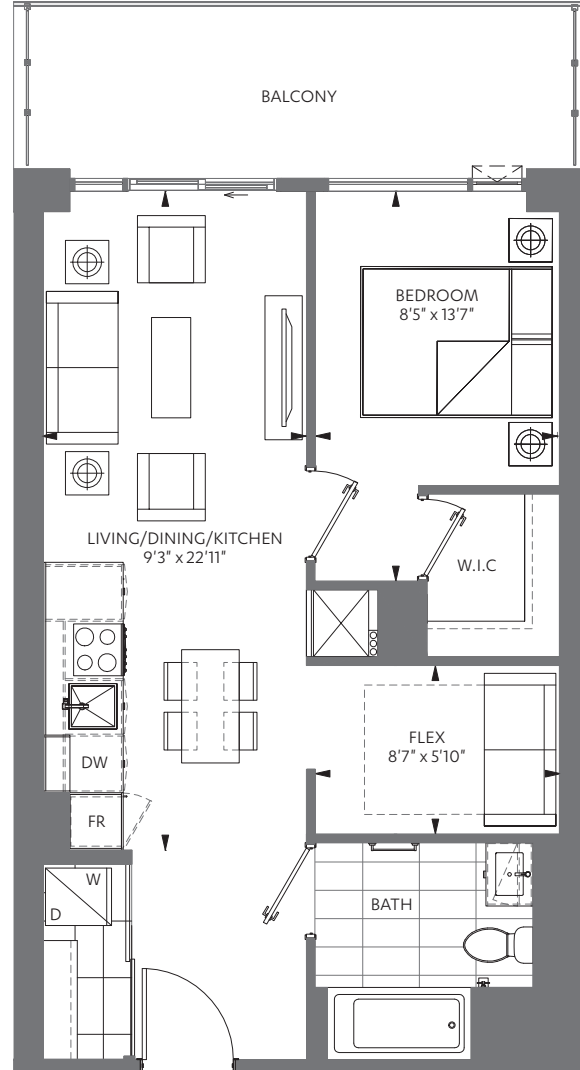 BALCONY
BEDROOM
8'5" x 13'7"
LIVING/DINING/KITCHEN
9'3" x 22'11"
W.I.C
FLEX
8'7" x 5'10"
DW
FR
W
D
BATH